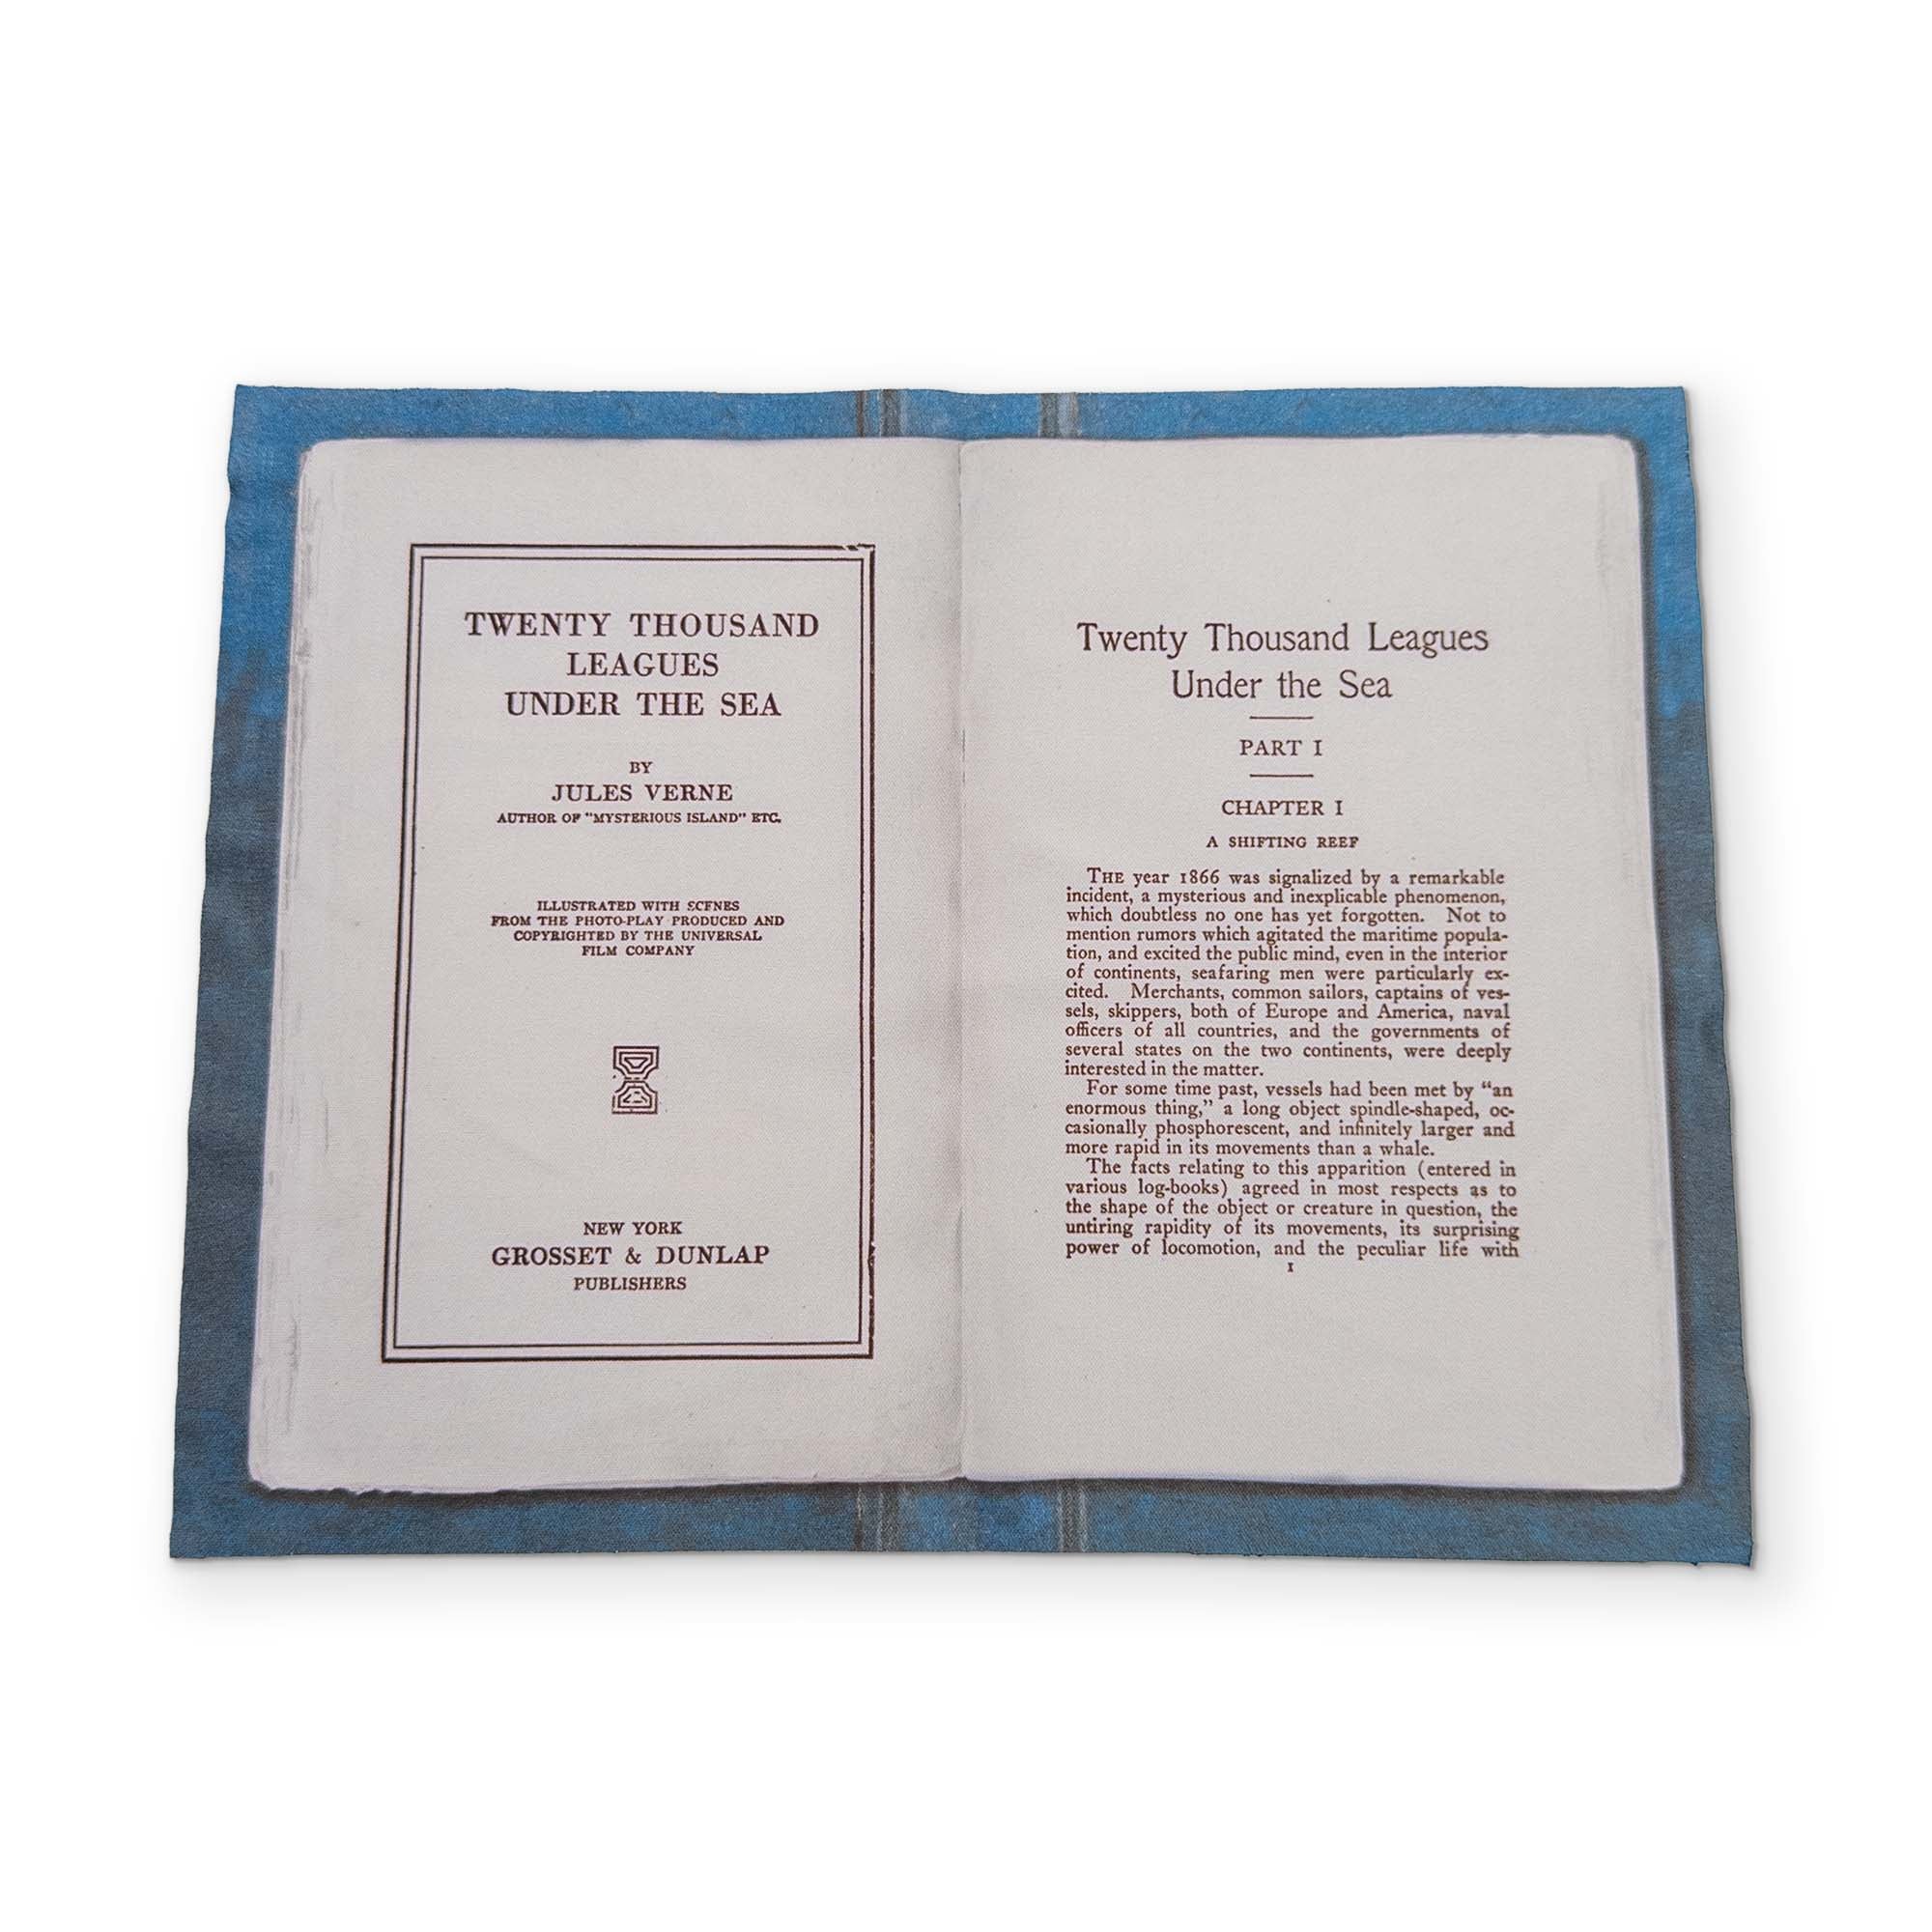 TWENTY THOUSAND
LEAGUES
UNDER THE SEA
BY
JULES VERNE
AUTHOR OF "MYSTERIOUS ISLAND" ETC.
ILLUSTRATED WITH SCENES
FROM THE PHOTO-PLAY PRODUCED AND
COPYRIGHTED BY THE UNIVERSAL
FILM COMPANY
NEW YORK
GROSSET & DUNLAP
PUBLISHERS
Twenty Thousand Leagues
Under the Sea
PART I
CHAPTER I
A SHIFTING REEF
THE year 1866 was signalized by a remarkable
incident, a mysterious and inexplicable phenomenon,
which doubtless no one has yet forgotten. Not to
mention rumors which agitated the maritime popula-
tion, and excited the public mind, even in the interior
of continents, seafaring men were particularly ex-
cited. Merchants, common sailors, captains of ves-
sels, skippers, both of Europe and America, naval
officers of all countries, and the governments of
several states on the two continents, were deeply
interested in the matter.
For some time past, vessels had been met by "an
enormous thing," a long object spindle-shaped, oc-
casionally phosphorescent, and infinitely larger and
more rapid in its movements than a whale.
The facts relating to this apparition (entered in
various log-books) agreed in most respects as to
the shape of the object or creature in question, the
untiring rapidity of its movements, its surprising
power of locomotion, and the peculiar life with
1